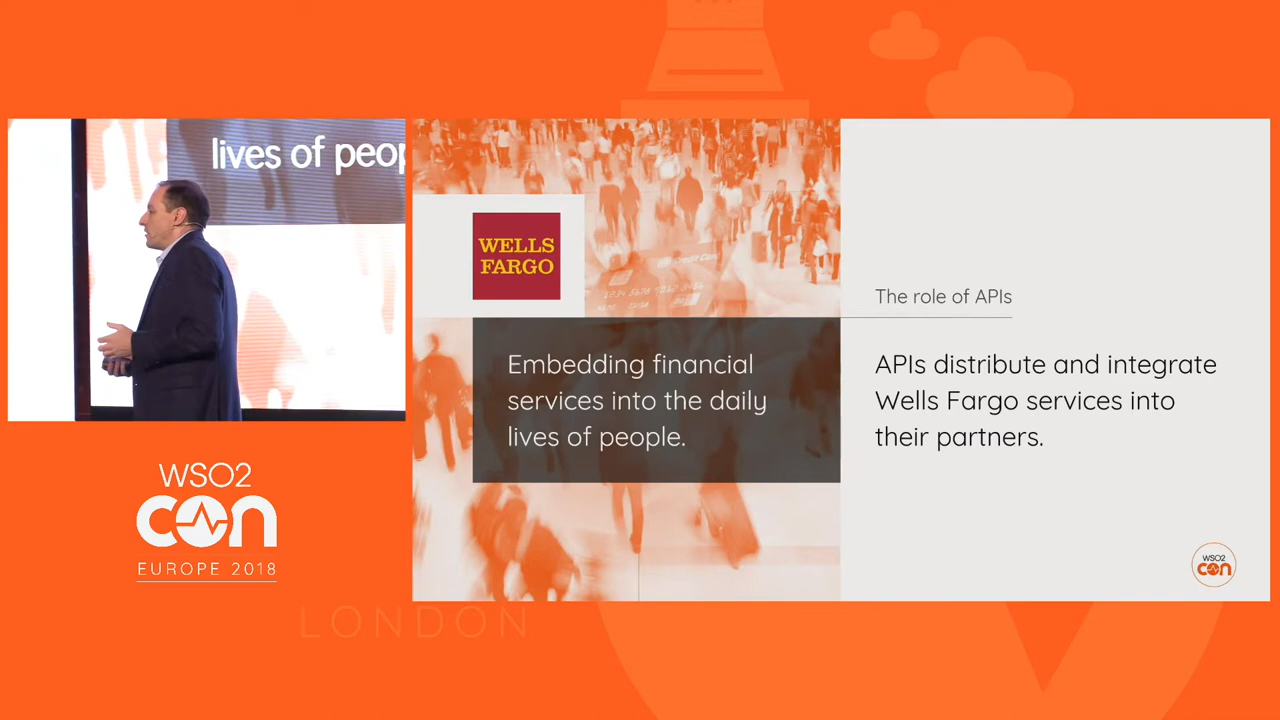 lives of peop
WSO2
CON
EUROPE 2018
LONDON
WELLS
FARGO
Embedding financial
services into the daily
lives of people.
The role of APIs
APIs distribute and integrate
Wells Fargo services into
their partners.
WSO2
CON